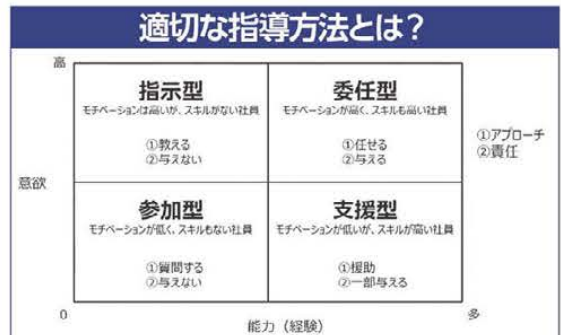 適切な指導方法とは？
高
指示型
モチベーションは高いが、スキルがない社員
①教える
②与えない
委任型
モチベーションが高く、スキルも高い社員
①任せる
②与える
①アプローチ
②責任
意欲
参加型
モチベーションが低く、スキルもない社員
①質問する
②与えない
支援型
モチベーションが低いが、スキルが高い社員
①援助
②一部与える
0
能力（経験）
多